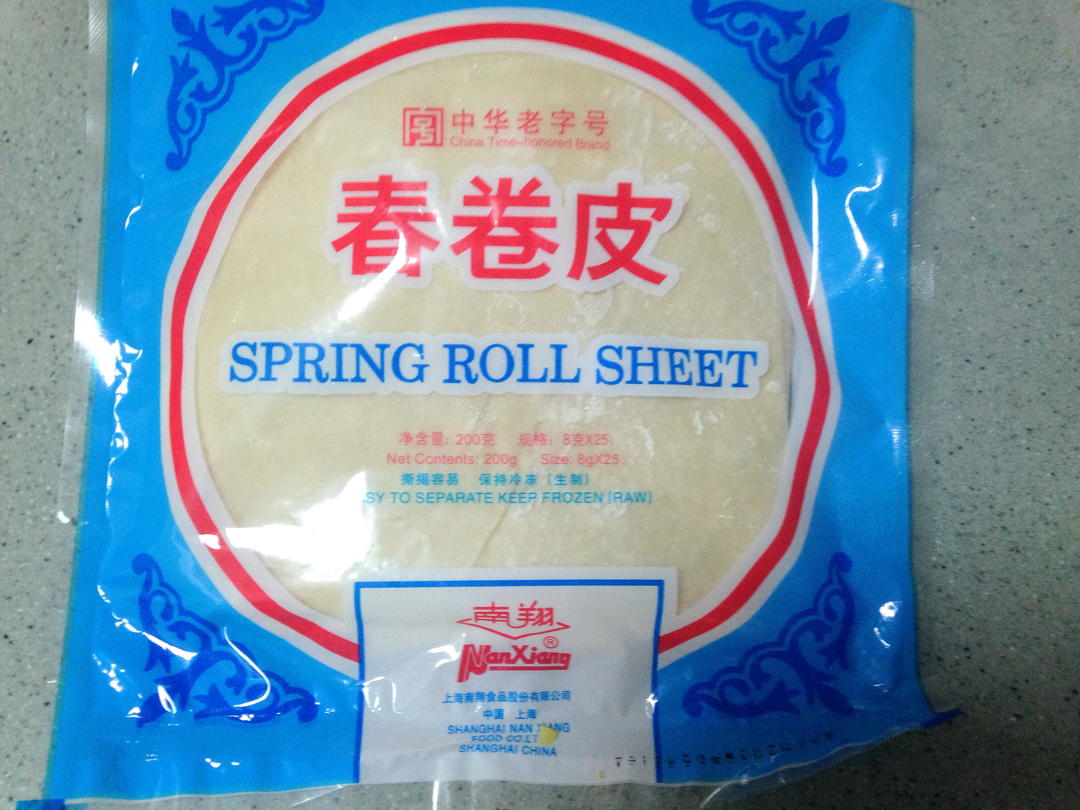 中华老字号
China Time-honored Brand
春卷皮
SPRING ROLL SHEET
净含量: 200克 规格: 8克X25
Net Contents: 200g Size: 8gX25
撕揭容易 保持冷冻 (生制)
SY TO SEPARATE KEEP FROZEN (RAW)
南翔
NanXiang®
上海南翔食品股份有限公司
中国 上海
SHANGHAI NAN XIANG
FOOD CO.LT
SHANGHAI CHINA